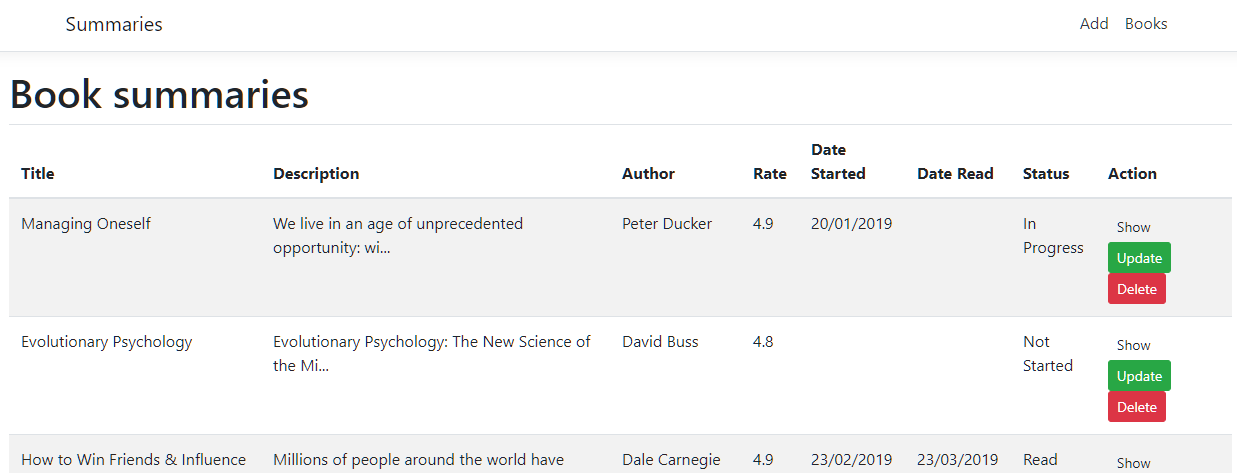 Summaries Add Books
Book summaries
Title Description Author Rate Date Started Date Read Status Action
Managing Oneself We live in an age of unprecedented opportunity: wi... Peter Ducker 4.9 20/01/2019 In Progress Show
Update
Delete
Evolutionary Psychology Evolutionary Psychology: The New Science of the Mi... David Buss 4.8 Not Started Show
Update
Delete
How to Win Friends & Influence Millions of people around the world have Dale Carnegie 4.9 23/02/2019 23/03/2019 Read Show